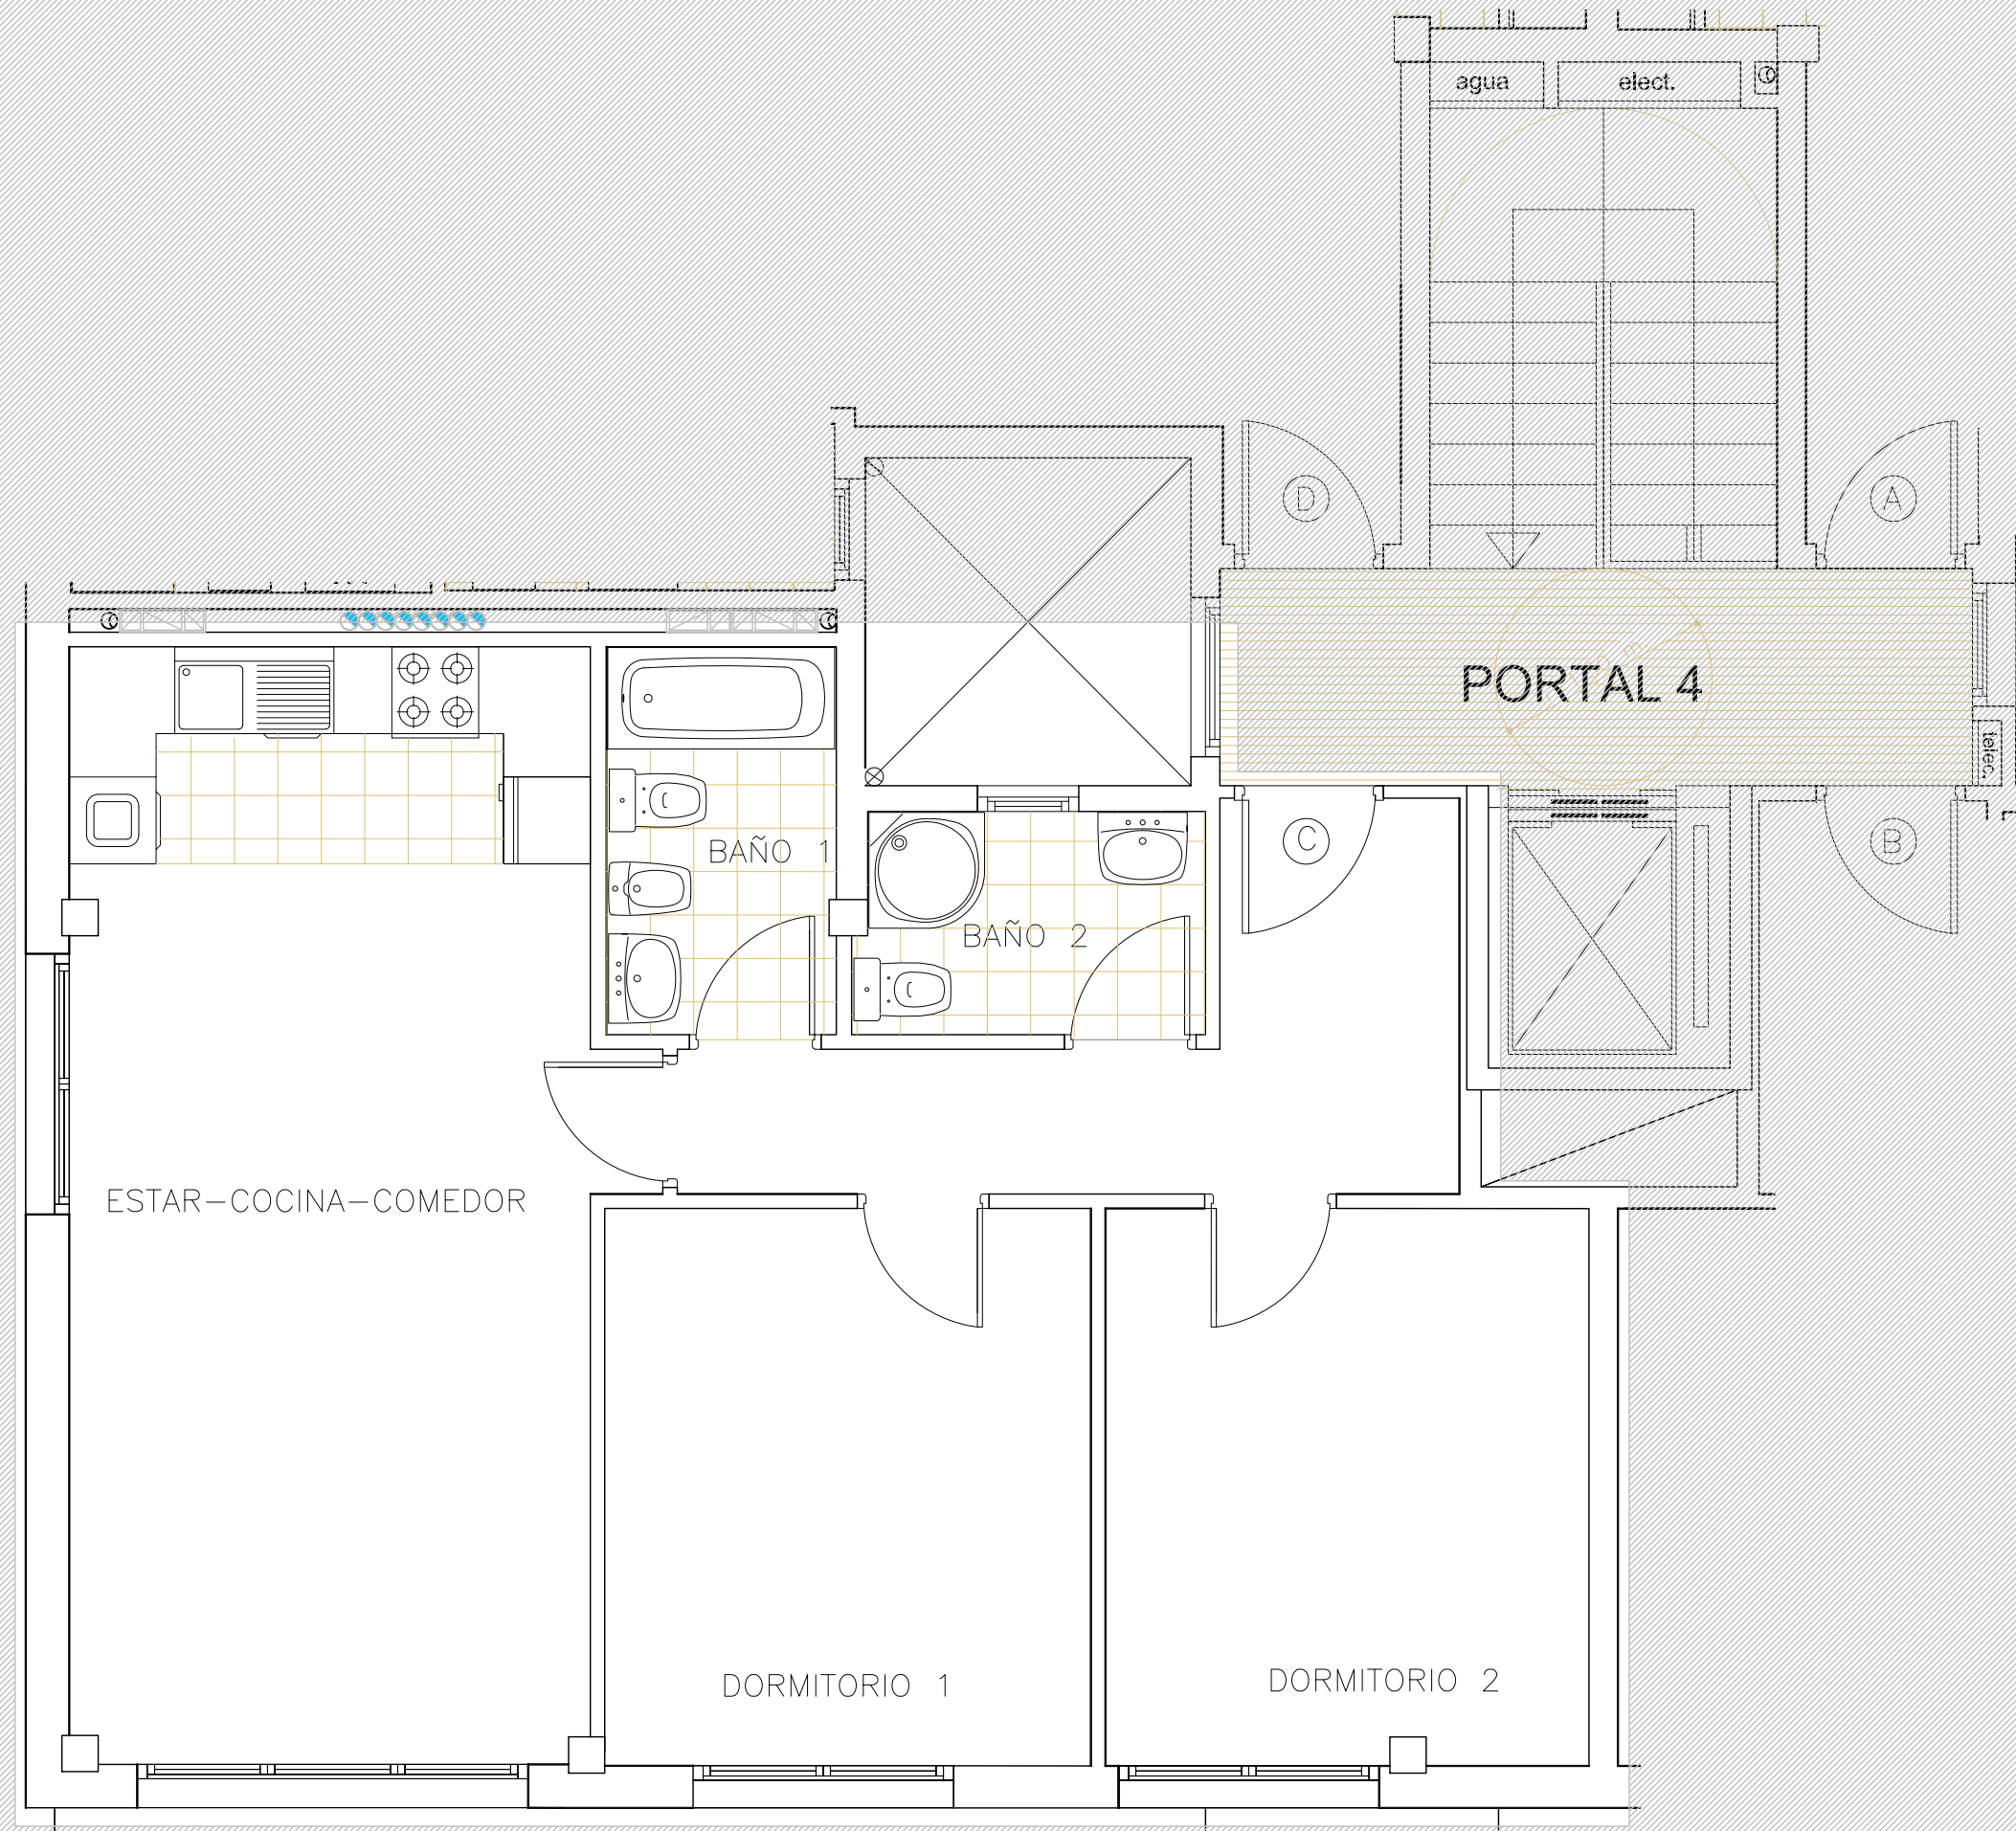 agua elect.
D A
PORTAL 4
telec.
BAÑO 1
C B
BAÑO 2
ESTAR-COCINA-COMEDOR
DORMITORIO 1
DORMITORIO 2